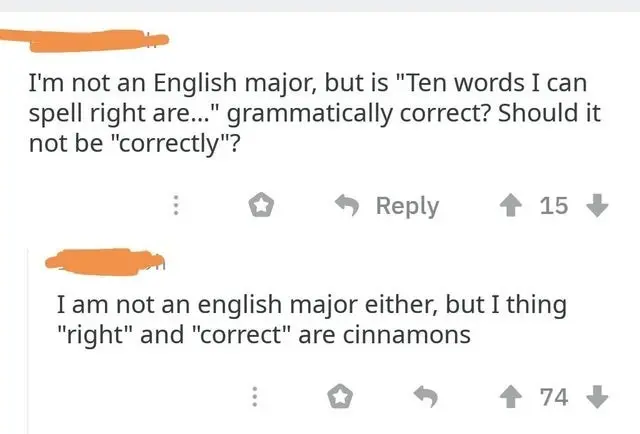 I'm not an English major, but is "Ten words I can
spell right are..." grammatically correct? Should it
not be "correctly"?
Reply
15
I am not an english major either, but I thing
"right" and "correct" are cinnamons
74